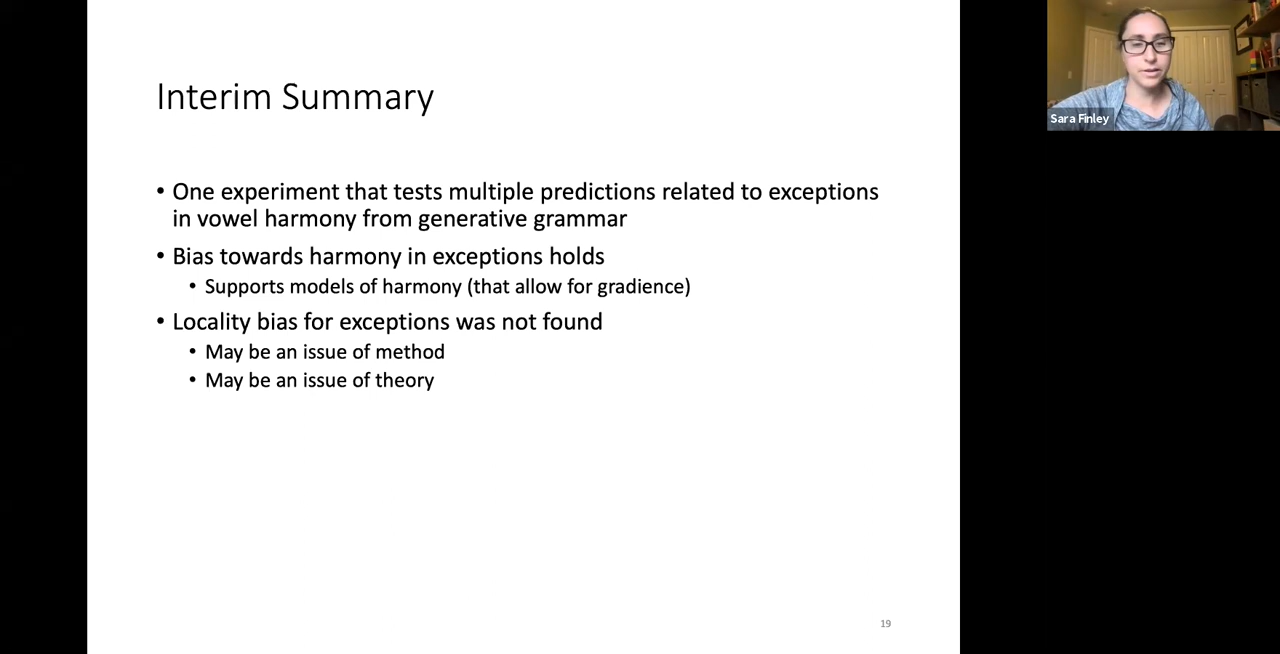 Interim Summary
• One experiment that tests multiple predictions related to exceptions
in vowel harmony from generative grammar
• Bias towards harmony in exceptions holds
• Supports models of harmony (that allow for gradience)
• Locality bias for exceptions was not found
• May be an issue of method
• May be an issue of theory
19
Sara Finley